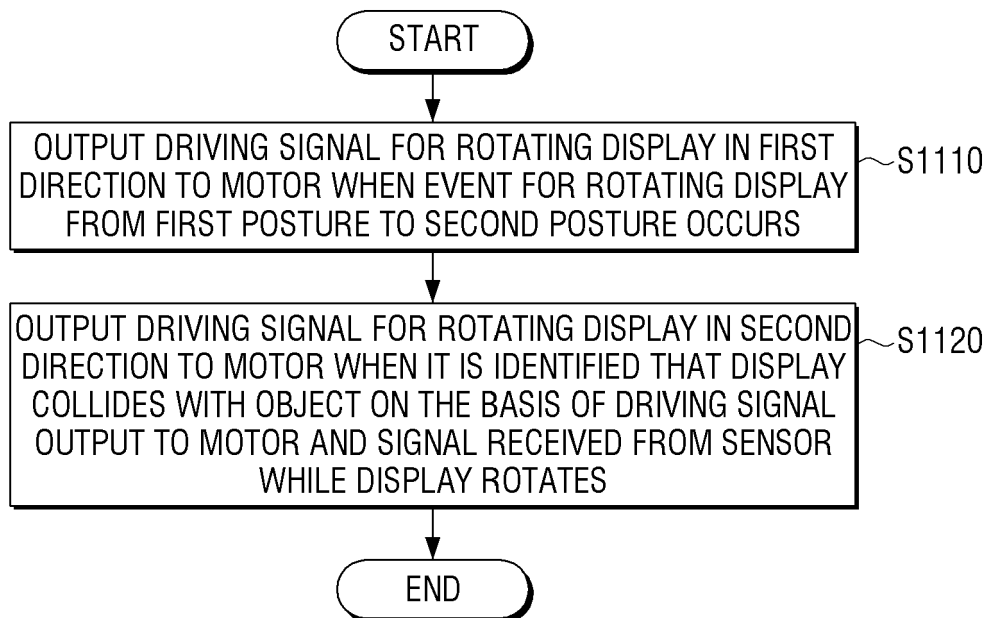 START
OUTPUT DRIVING SIGNAL FOR ROTATING DISPLAY IN FIRST
DIRECTION TO MOTOR WHEN EVENT FOR ROTATING DISPLAY
FROM FIRST POSTURE TO SECOND POSTURE OCCURS
S1110
OUTPUT DRIVING SIGNAL FOR ROTATING DISPLAY IN SECOND
DIRECTION TO MOTOR WHEN IT IS IDENTIFIED THAT DISPLAY
COLLIDES WITH OBJECT ON THE BASIS OF DRIVING SIGNAL
OUTPUT TO MOTOR AND SIGNAL RECEIVED FROM SENSOR
WHILE DISPLAY ROTATES
S1120
END